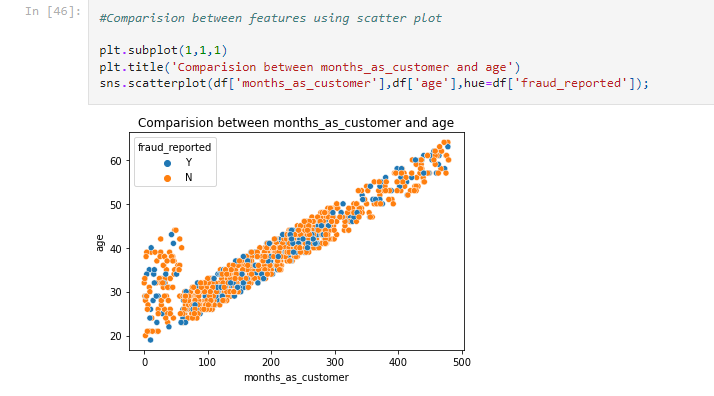 In [46]:
#Comparision between features using scatter plot
plt.subplot(1,1,1)
plt.title('Comparision between months_as_customer and age')
sns.scatterplot(df['months_as_customer'],df['age'],hue=df['fraud_reported']);
Comparision between months_as_customer and age
fraud_reported
Y
N
60
50
40
30
20
age
0 100 200 300 400 500
months_as_customer